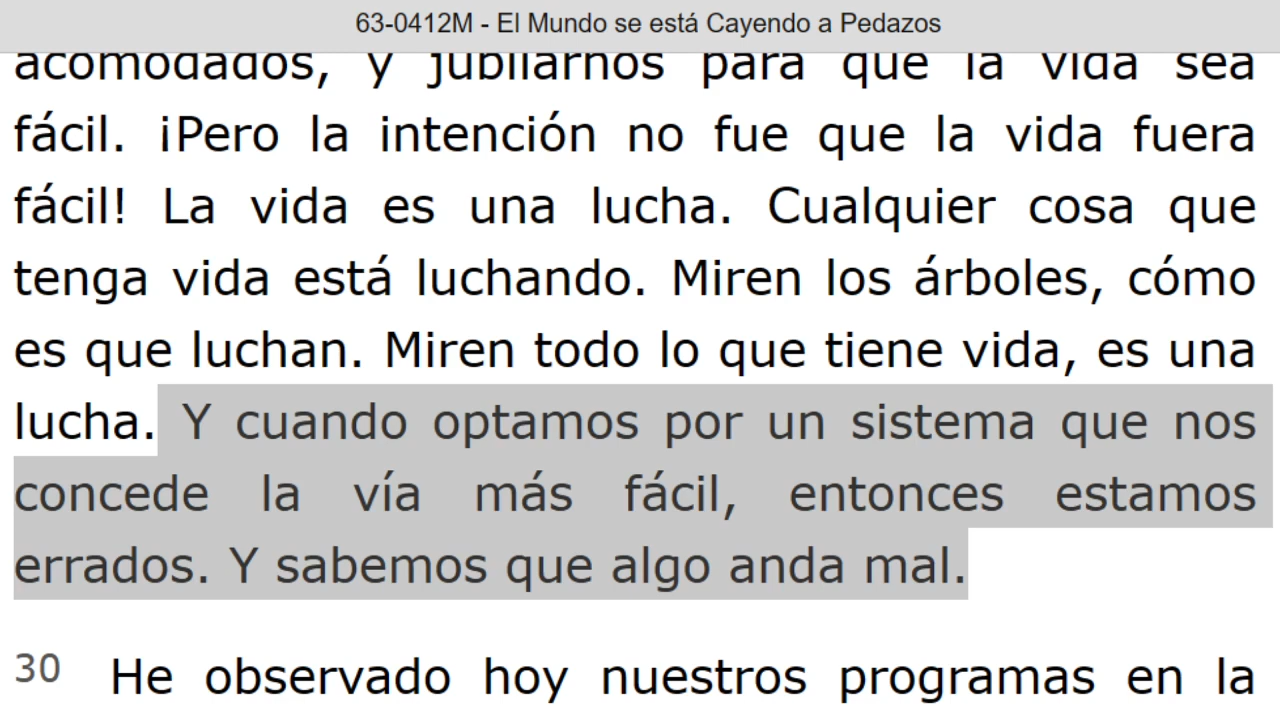 63-0412M - El Mundo se está Cayendo a Pedazos
acomodados, y jubilarnos para que la vida sea
fácil. ¡Pero la intención no fue que la vida fuera
fácil! La vida es una lucha. Cualquier cosa que
tenga vida está luchando. Miren los árboles, cómo
es que luchan. Miren todo lo que tiene vida, es una
lucha. Y cuando optamos por un sistema que nos
concede la vía más fácil, entonces estamos
errados. Y sabemos que algo anda mal.
30 He observado hoy nuestros programas en la